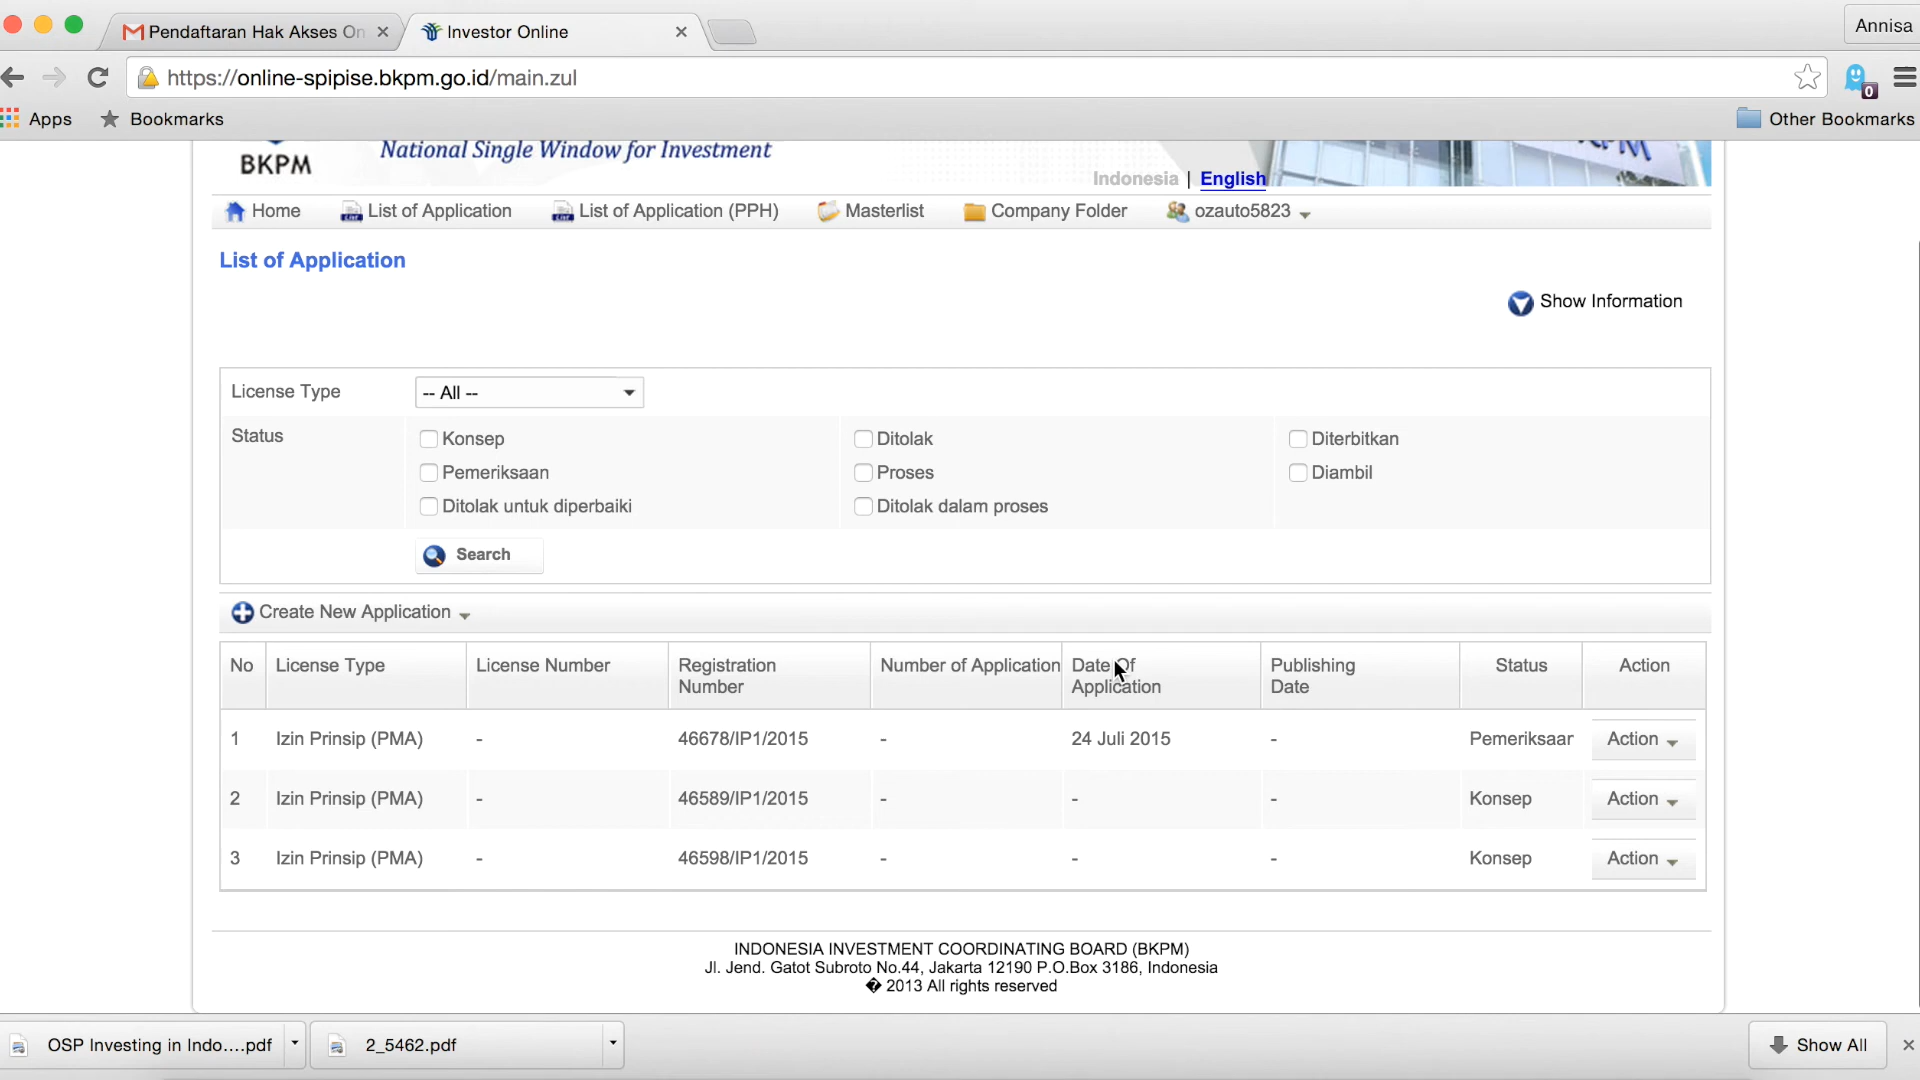 Pendaftaran Hak Akses On
Investor Online
Annisa
https://online-spipise.bkpm.go.id/main.zul
0
Apps
Bookmarks
Other Bookmarks
BKPM
National Single Window for Investment
Indonesia | English
Home
List of Application
List of Application (PPH)
Masterlist
Company Folder
ozauto5823
List of Application
Show Information
License Type
-- All --
Status
Konsep
Ditolak
Diterbitkan
Pemeriksaan
Proses
Diambil
Ditolak untuk diperbaiki
Ditolak dalam proses
Search
Create New Application
No
License Type
License Number
Registration
Number
Number of Application
Date Of
Application
Publishing
Date
Status
Action
1 Izin Prinsip (PMA) - 46678/IP1/2015 - 24 Juli 2015 - Pemeriksaar Action
2 Izin Prinsip (PMA) - 46589/IP1/2015 - - - Konsep Action
3 Izin Prinsip (PMA) - 46598/IP1/2015 - - - Konsep Action
INDONESIA INVESTMENT COORDINATING BOARD (BKPM)
Jl. Jend. Gatot Subroto No.44, Jakarta 12190 P.O.Box 3186, Indonesia
� 2013 All rights reserved
OSP Investing in Indo....pdf
2_5462.pdf
Show All